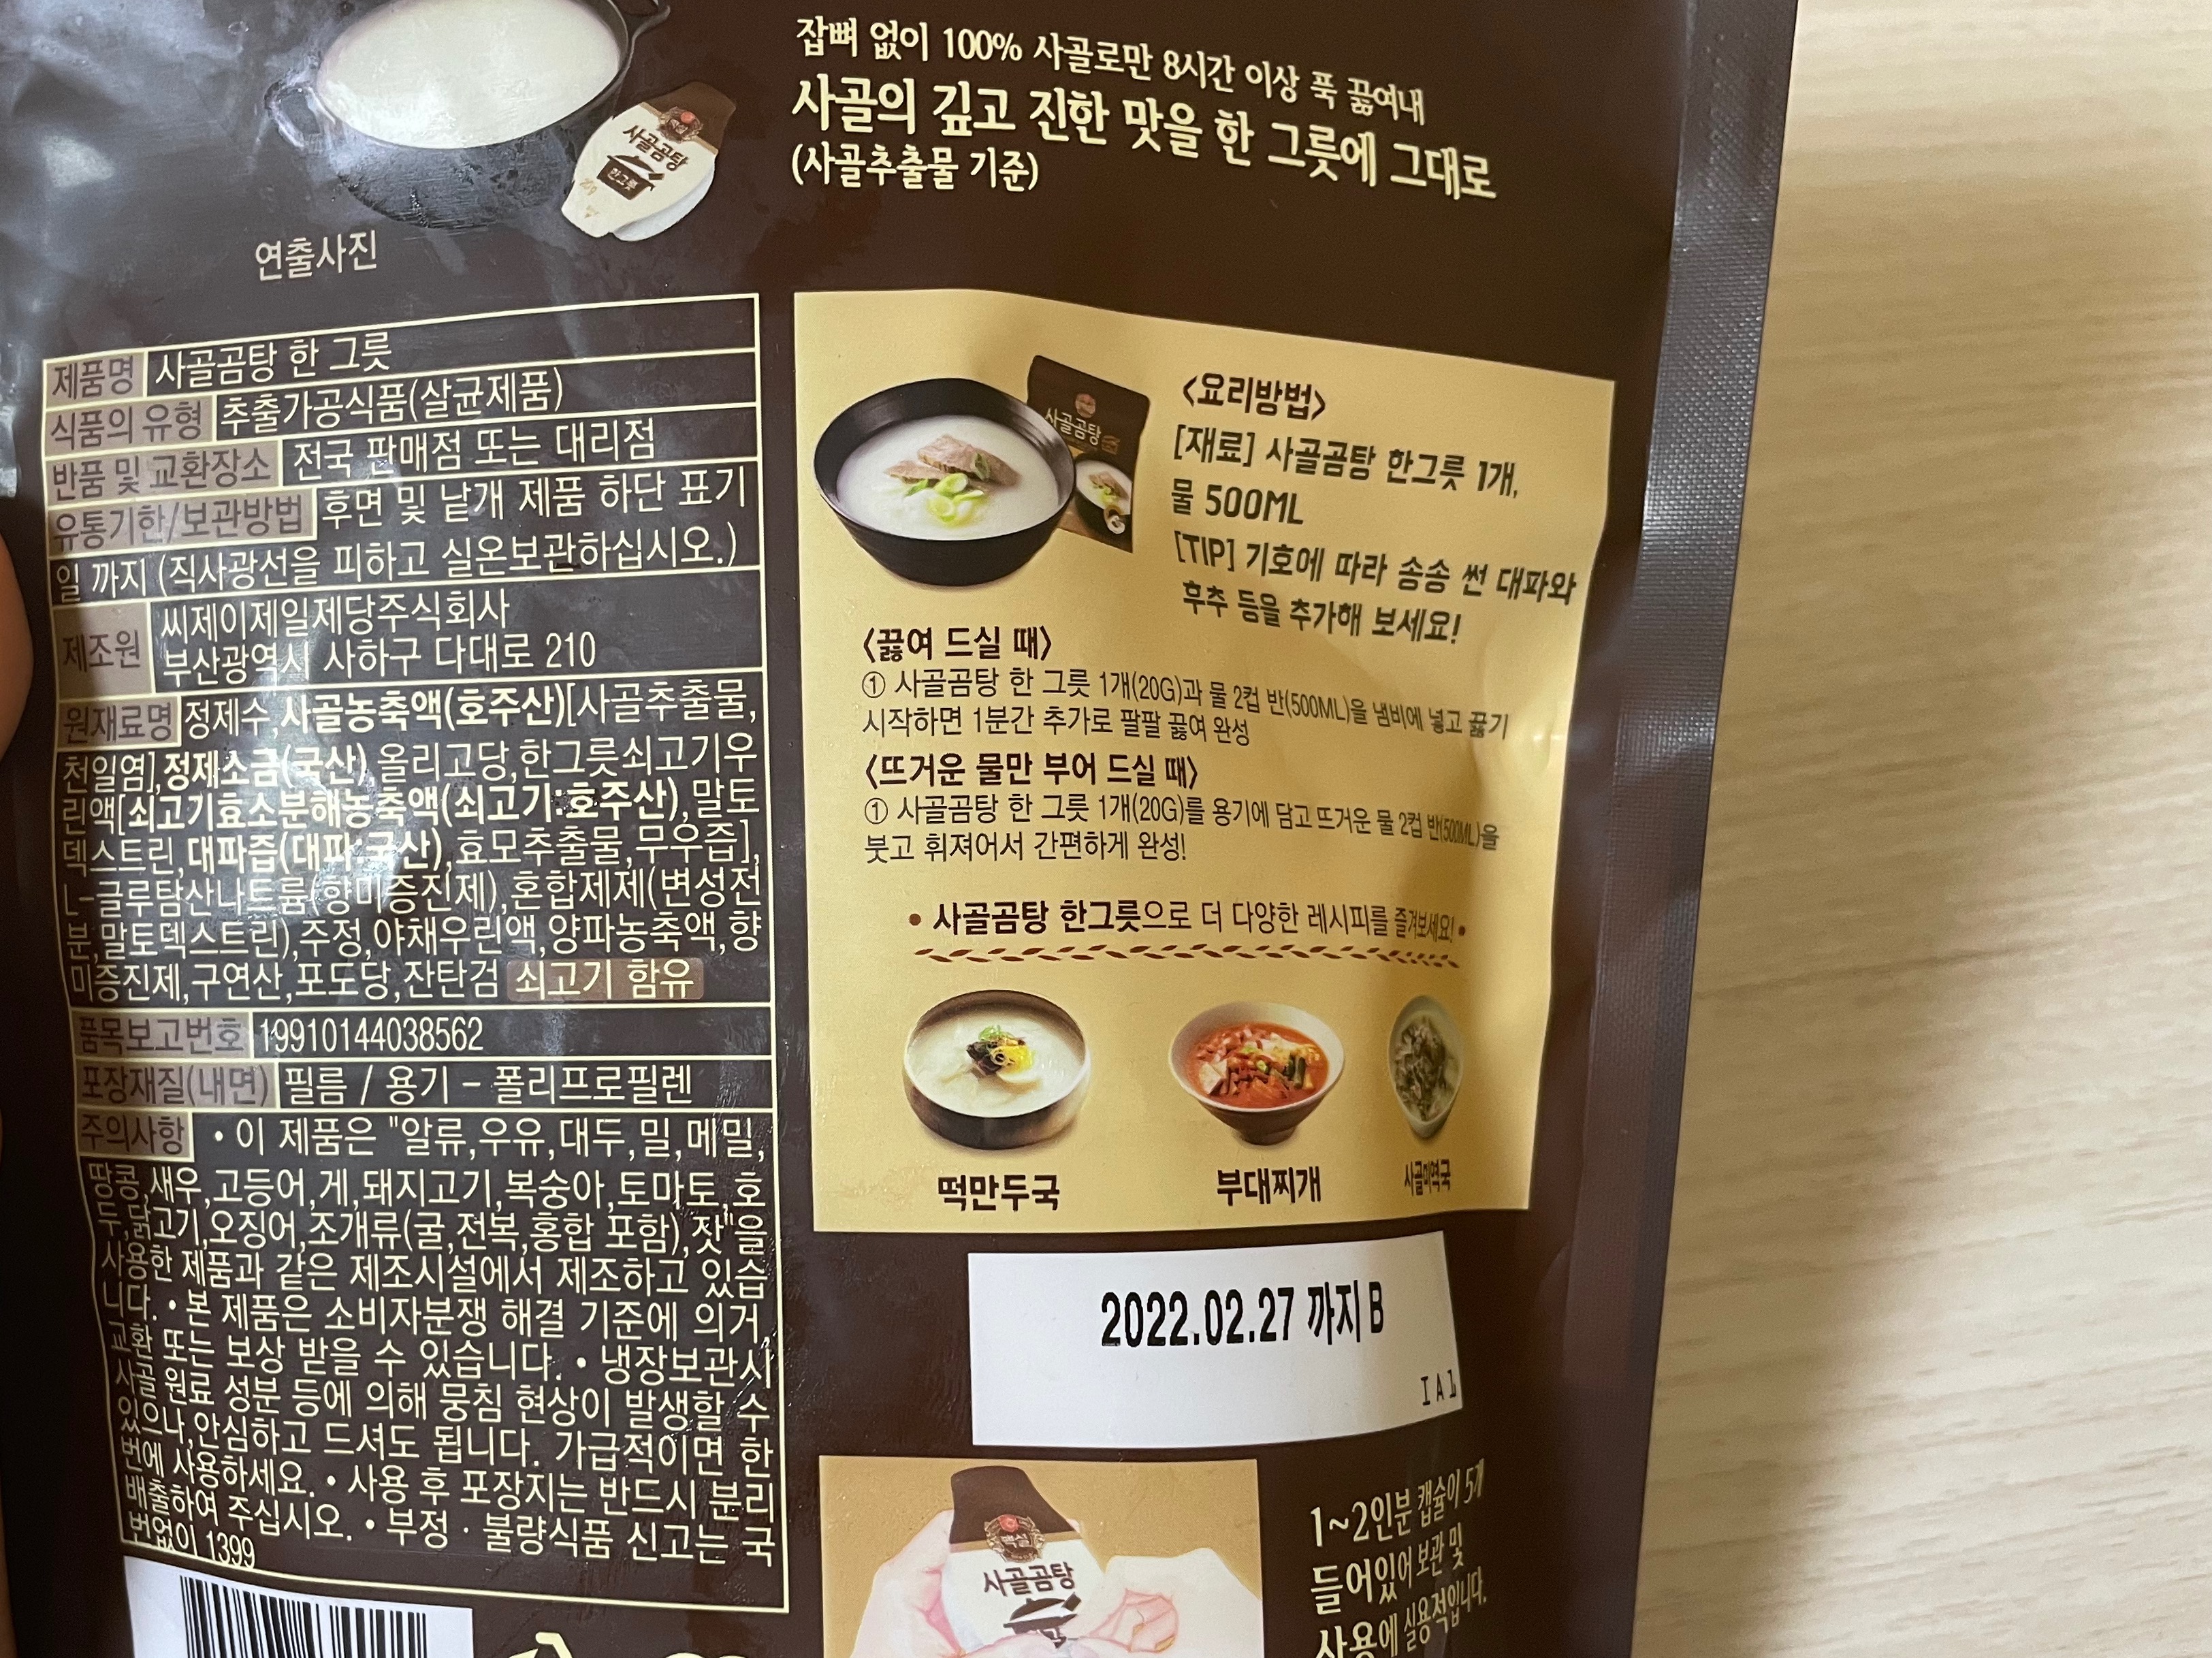 잡뼈 없이 100% 사골로만 8시간 이상 푹 끓여내
사골의 깊고 진한 맛을 한 그릇에 그대로
(사골추출물 기준)
사골곰탕
한그릇
연출사진
제품명 사골곰탕 한 그릇
식품의 유형 추출가공식품(살균제품)
반품 및 교환장소 전국 판매점 또는 대리점
유통기한/보관방법 후면 및 낱개 제품 하단 표기
일 까지 (직사광선을 피하고 실온보관하십시오.)
제조원 씨제이제일제당주식회사
부산광역시 사하구 다대로 210
원재료명 정제수,사골농축액(호주산)[사골추출물,
천일염],정제소금(국산),올리고당,한그릇쇠고기우
린액[쇠고기효소분해농축액(쇠고기:호주산),말토
덱스트린,대파즙(대파:국산),효모추출물,무우즙],
L-글루탐산나트륨(향미증진제),혼합제제(변성전
분,말토덱스트린),주정,야채우린액,양파농축액,향
미증진제,구연산,포도당,잔탄검 쇠고기 함유
품목보고번호 19910144038562
포장재질(내면) 필름 / 용기 - 폴리프로필렌
주의사항 • 이 제품은 "알류,우유,대두,밀,메밀,
땅콩,새우,고등어,게,돼지고기,복숭아,토마토,호
두,닭고기,오징어,조개류(굴,전복,홍합 포함),잣"을
사용한 제품과 같은 제조시설에서 제조하고 있습
니다. • 본 제품은 소비자분쟁 해결 기준에 의거,
교환 또는 보상 받을 수 있습니다. • 냉장보관시
사골 원료 성분 등에 의해 뭉침 현상이 발생할 수
있으나,안심하고 드셔도 됩니다. 가급적이면 한
번에 사용하세요. • 사용 후 포장지는 반드시 분리
배출하여 주십시오. • 부정 · 불량식품 신고는 국
번없이 1399
사골곰탕
<요리방법>
[재료] 사골곰탕 한그릇 1개,
물 500ML
[TIP] 기호에 따라 송송 썬 대파와
후추 등을 추가해 보세요!
<끓여 드실 때>
① 사골곰탕 한 그릇 1개(20G)과 물 2컵 반(500ML)을 냄비에 넣고 끓기
시작하면 1분간 추가로 팔팔 끓여 완성
<뜨거운 물만 부어 드실 때>
① 사골곰탕 한 그릇 1개(20G)를 용기에 담고 뜨거운 물 2컵 반(500ML)을
붓고 휘저어서 간편하게 완성!
• 사골곰탕 한그릇으로 더 다양한 레시피를 즐겨보세요! •
떡만두국
부대찌개
사골미역국
2022.02.27 까지 B
I A 1
백설
사골곰탕
1~2인분 캡슐이 5개
들어있어 보관 및
사용에 실용적입니다.